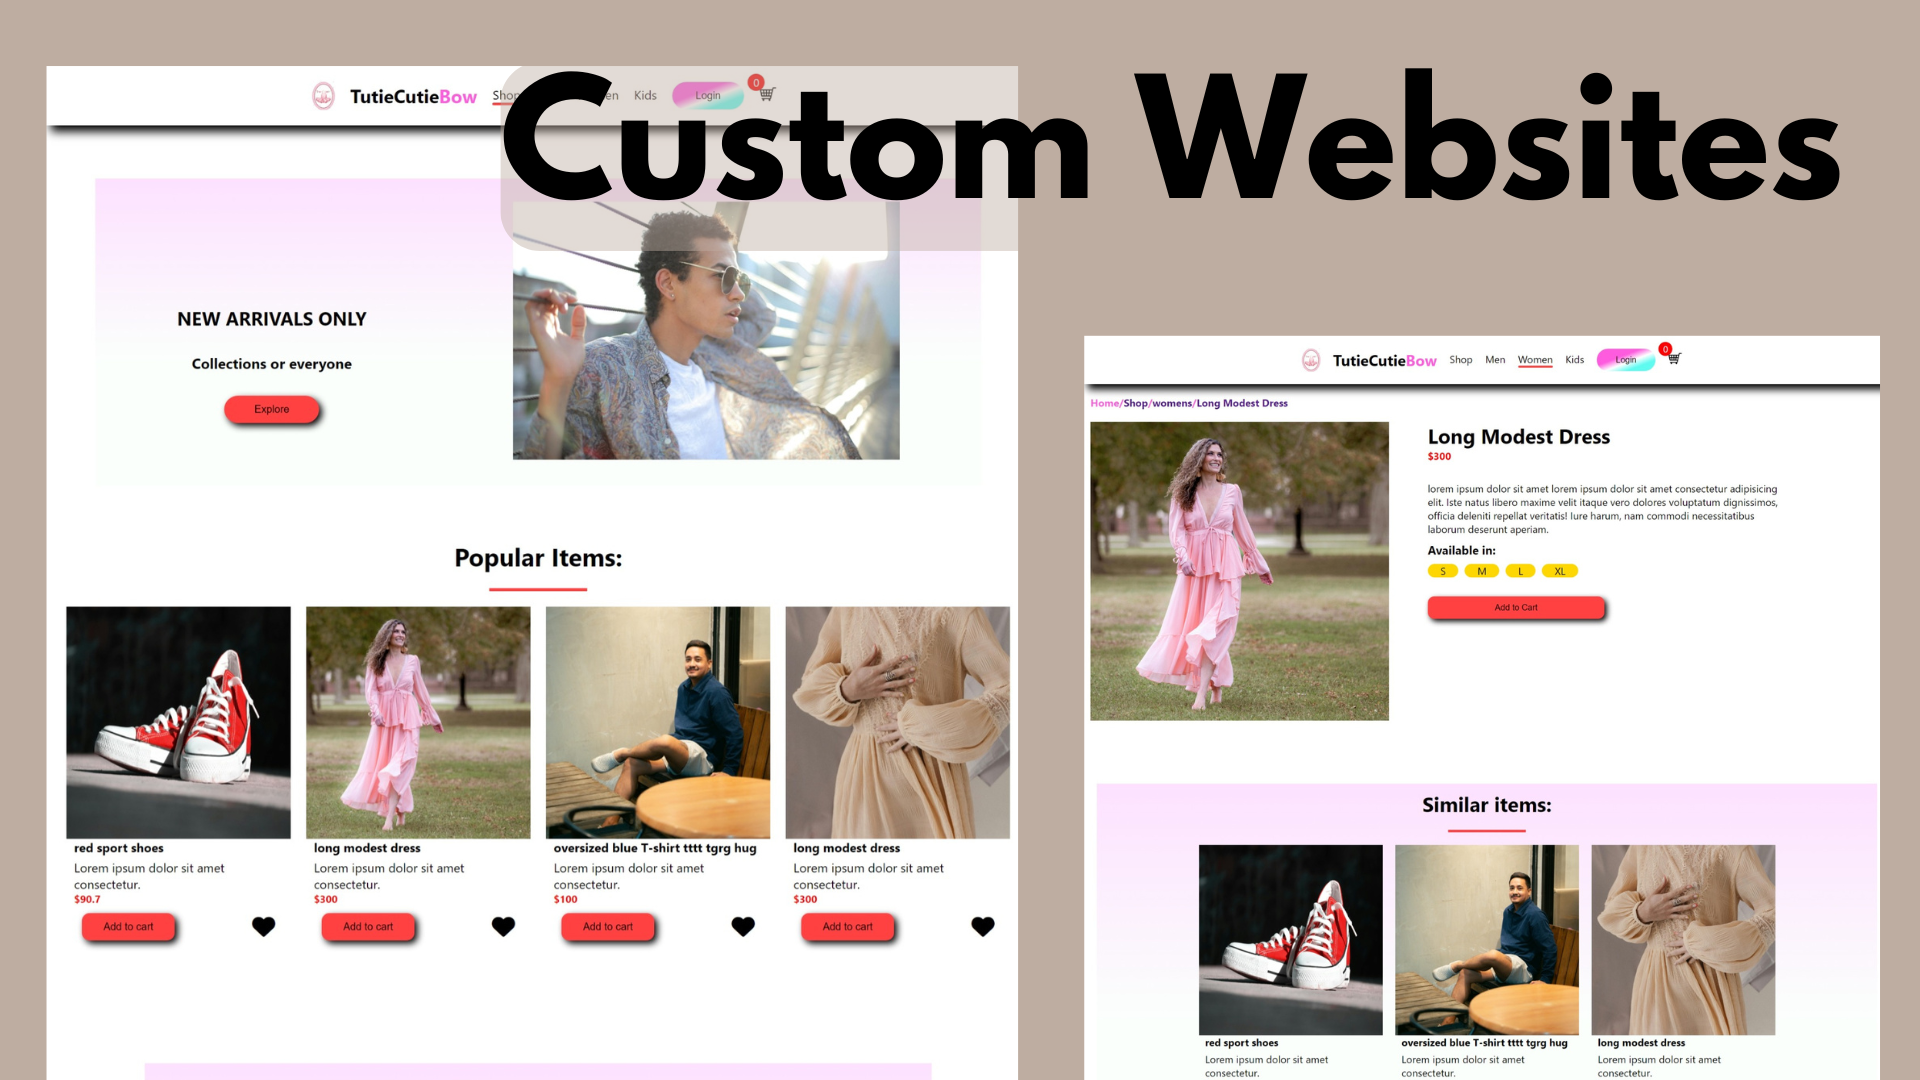 Custom Websites
TutieCutieBow
Kids
Login
0
NEW ARRIVALS ONLY
Collections or everyone
Explore
Popular Items:
red sport shoes
Lorem ipsum dolor sit amet
consectetur.
$90.7
Add to cart
long modest dress
Lorem ipsum dolor sit amet
consectetur.
$300
Add to cart
oversized blue T-shirt tttt tgrg hug
Lorem ipsum dolor sit amet
consectetur.
$100
Add to cart
long modest dress
Lorem ipsum dolor sit amet
consectetur.
$300
Add to cart
TutieCutieBow Shop Men Women Kids Login 0
Home/Shop/womens/Long Modest Dress
Long Modest Dress
$300
lorem ipsum dolor sit amet lorem ipsum dolor sit amet consectetur adipisicing
elit. Iste natus libero maxime velit itaque vero dolores voluptatum dignissimos,
officia deleniti repellat veritatis! Iure harum, nam commodi necessitatibus
laborum deserunt aperiam.
Available in:
S M L XL
Add to Cart
Similar items:
red sport shoes
Lorem ipsum dolor sit amet
consectetur.
oversized blue T-shirt tttt tgrg hug
Lorem ipsum dolor sit amet
consectetur.
long modest dress
Lorem ipsum dolor sit amet
consectetur.